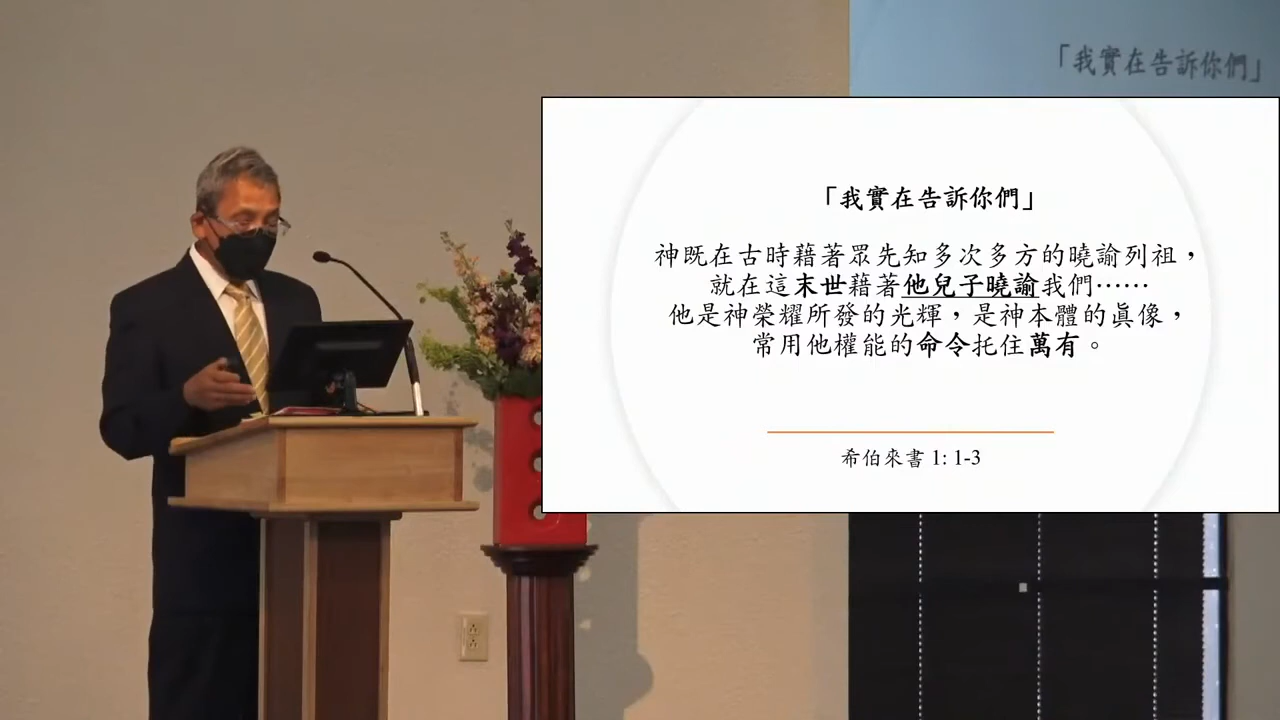 「我實在告訴你們」
「我實在告訴你們」
神既在古時藉著眾先知多次多方的曉諭列祖，
就在這末世藉著他兒子曉諭我們⋯⋯
他是神榮耀所發的光輝，是神本體的真像，
常用他權能的命令托住萬有。
希伯來書 1: 1-3